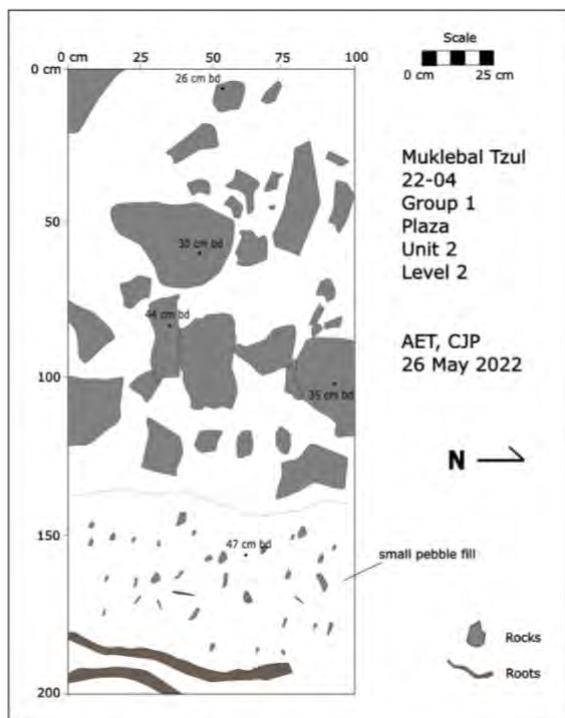 0 cm 25 50 75 100
0 cm
50
100
150
200
26 cm bd
30 cm bd
44 cm bd
35 cm bd
47 cm bd
Scale
0 cm 25 cm
Muklebal Tzul
22-04
Group 1
Plaza
Unit 2
Level 2
AET, CJP
26 May 2022
N
small pebble fill
Rocks
Roots